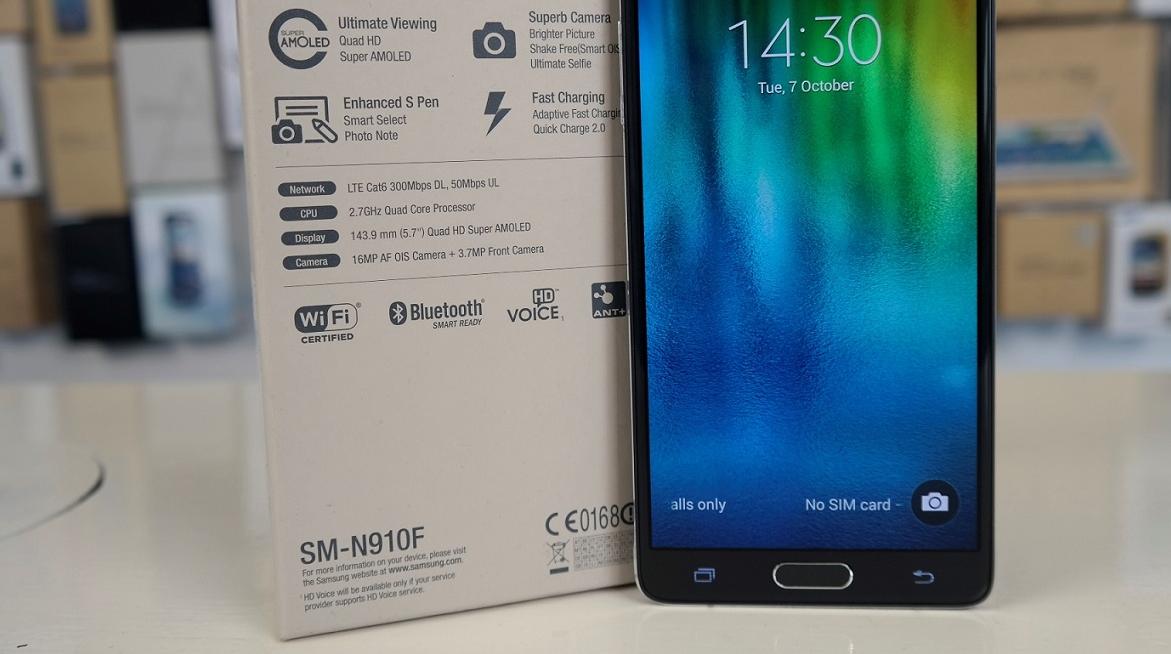 SUPER
AMOLED
Ultimate Viewing
Quad HD
Super AMOLED
Superb Camera
Brighter Picture
Shake Free(Smart OIS
Ultimate Selfie
Enhanced S Pen
Smart Select
Photo Note
Fast Charging
Adaptive Fast Chargin
Quick Charge 2.0
Network LTE Cat6 300Mbps DL, 50Mbps UL
CPU 2.7GHz Quad Core Processor
Display 143.9 mm (5.7") Quad HD Super AMOLED
Camera 16MP AF OIS Camera + 3.7MP Front Camera
Wi Fi®
CERTIFIED
Bluetooth®
SMART READY
HD™
VOICE1
ANT+
CE0168
SM-N910F
For more information on your device, please visit
the Samsung website at www.samsung.com.
¹ HD Voice will be available only if your service
provider supports HD Voice service.
14:30
Tue, 7 October
alls only
No SIM card -